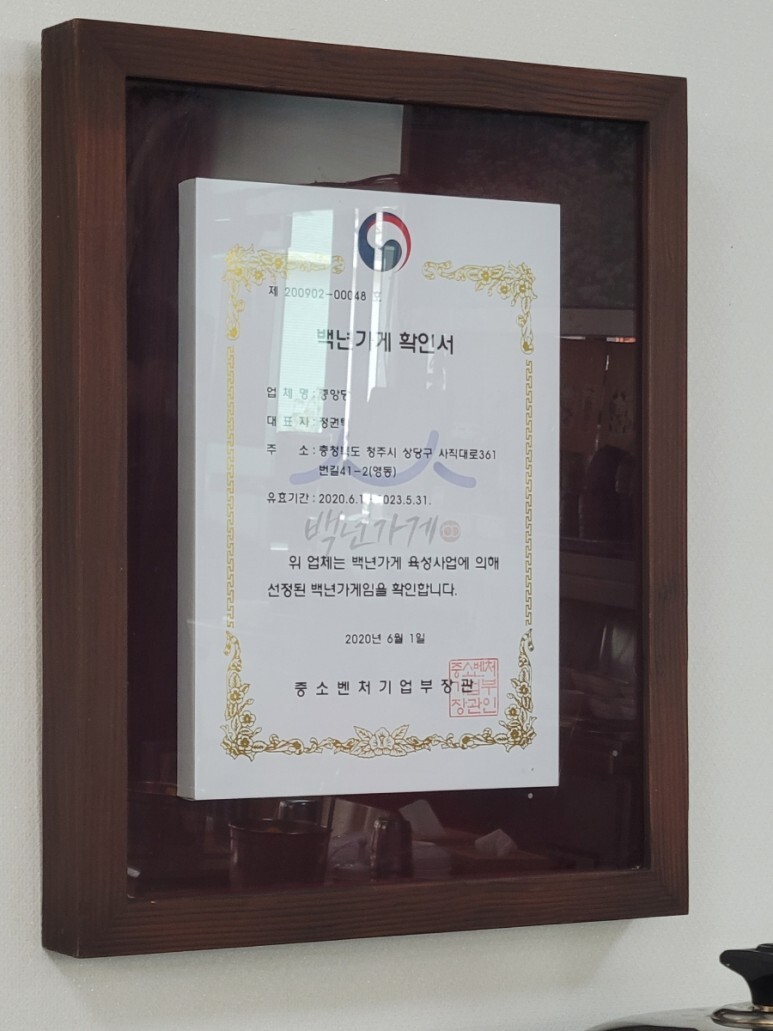 제 200902-00048 호
백년가게 확인서
업 체 명 : 중앙당
대 표 자 : 정권택
주 소 : 충청북도 청주시 상당구 사직대로361
번길41-2(영동)
유효기간 : 2020.6.1 2023.5.31.
백년가게
위 업체는 백년가게 육성사업에 의해
선정된 백년가게임을 확인합니다.
2020년 6월 1일
중소벤처기업부장관
중소벤처
기업부
장관인